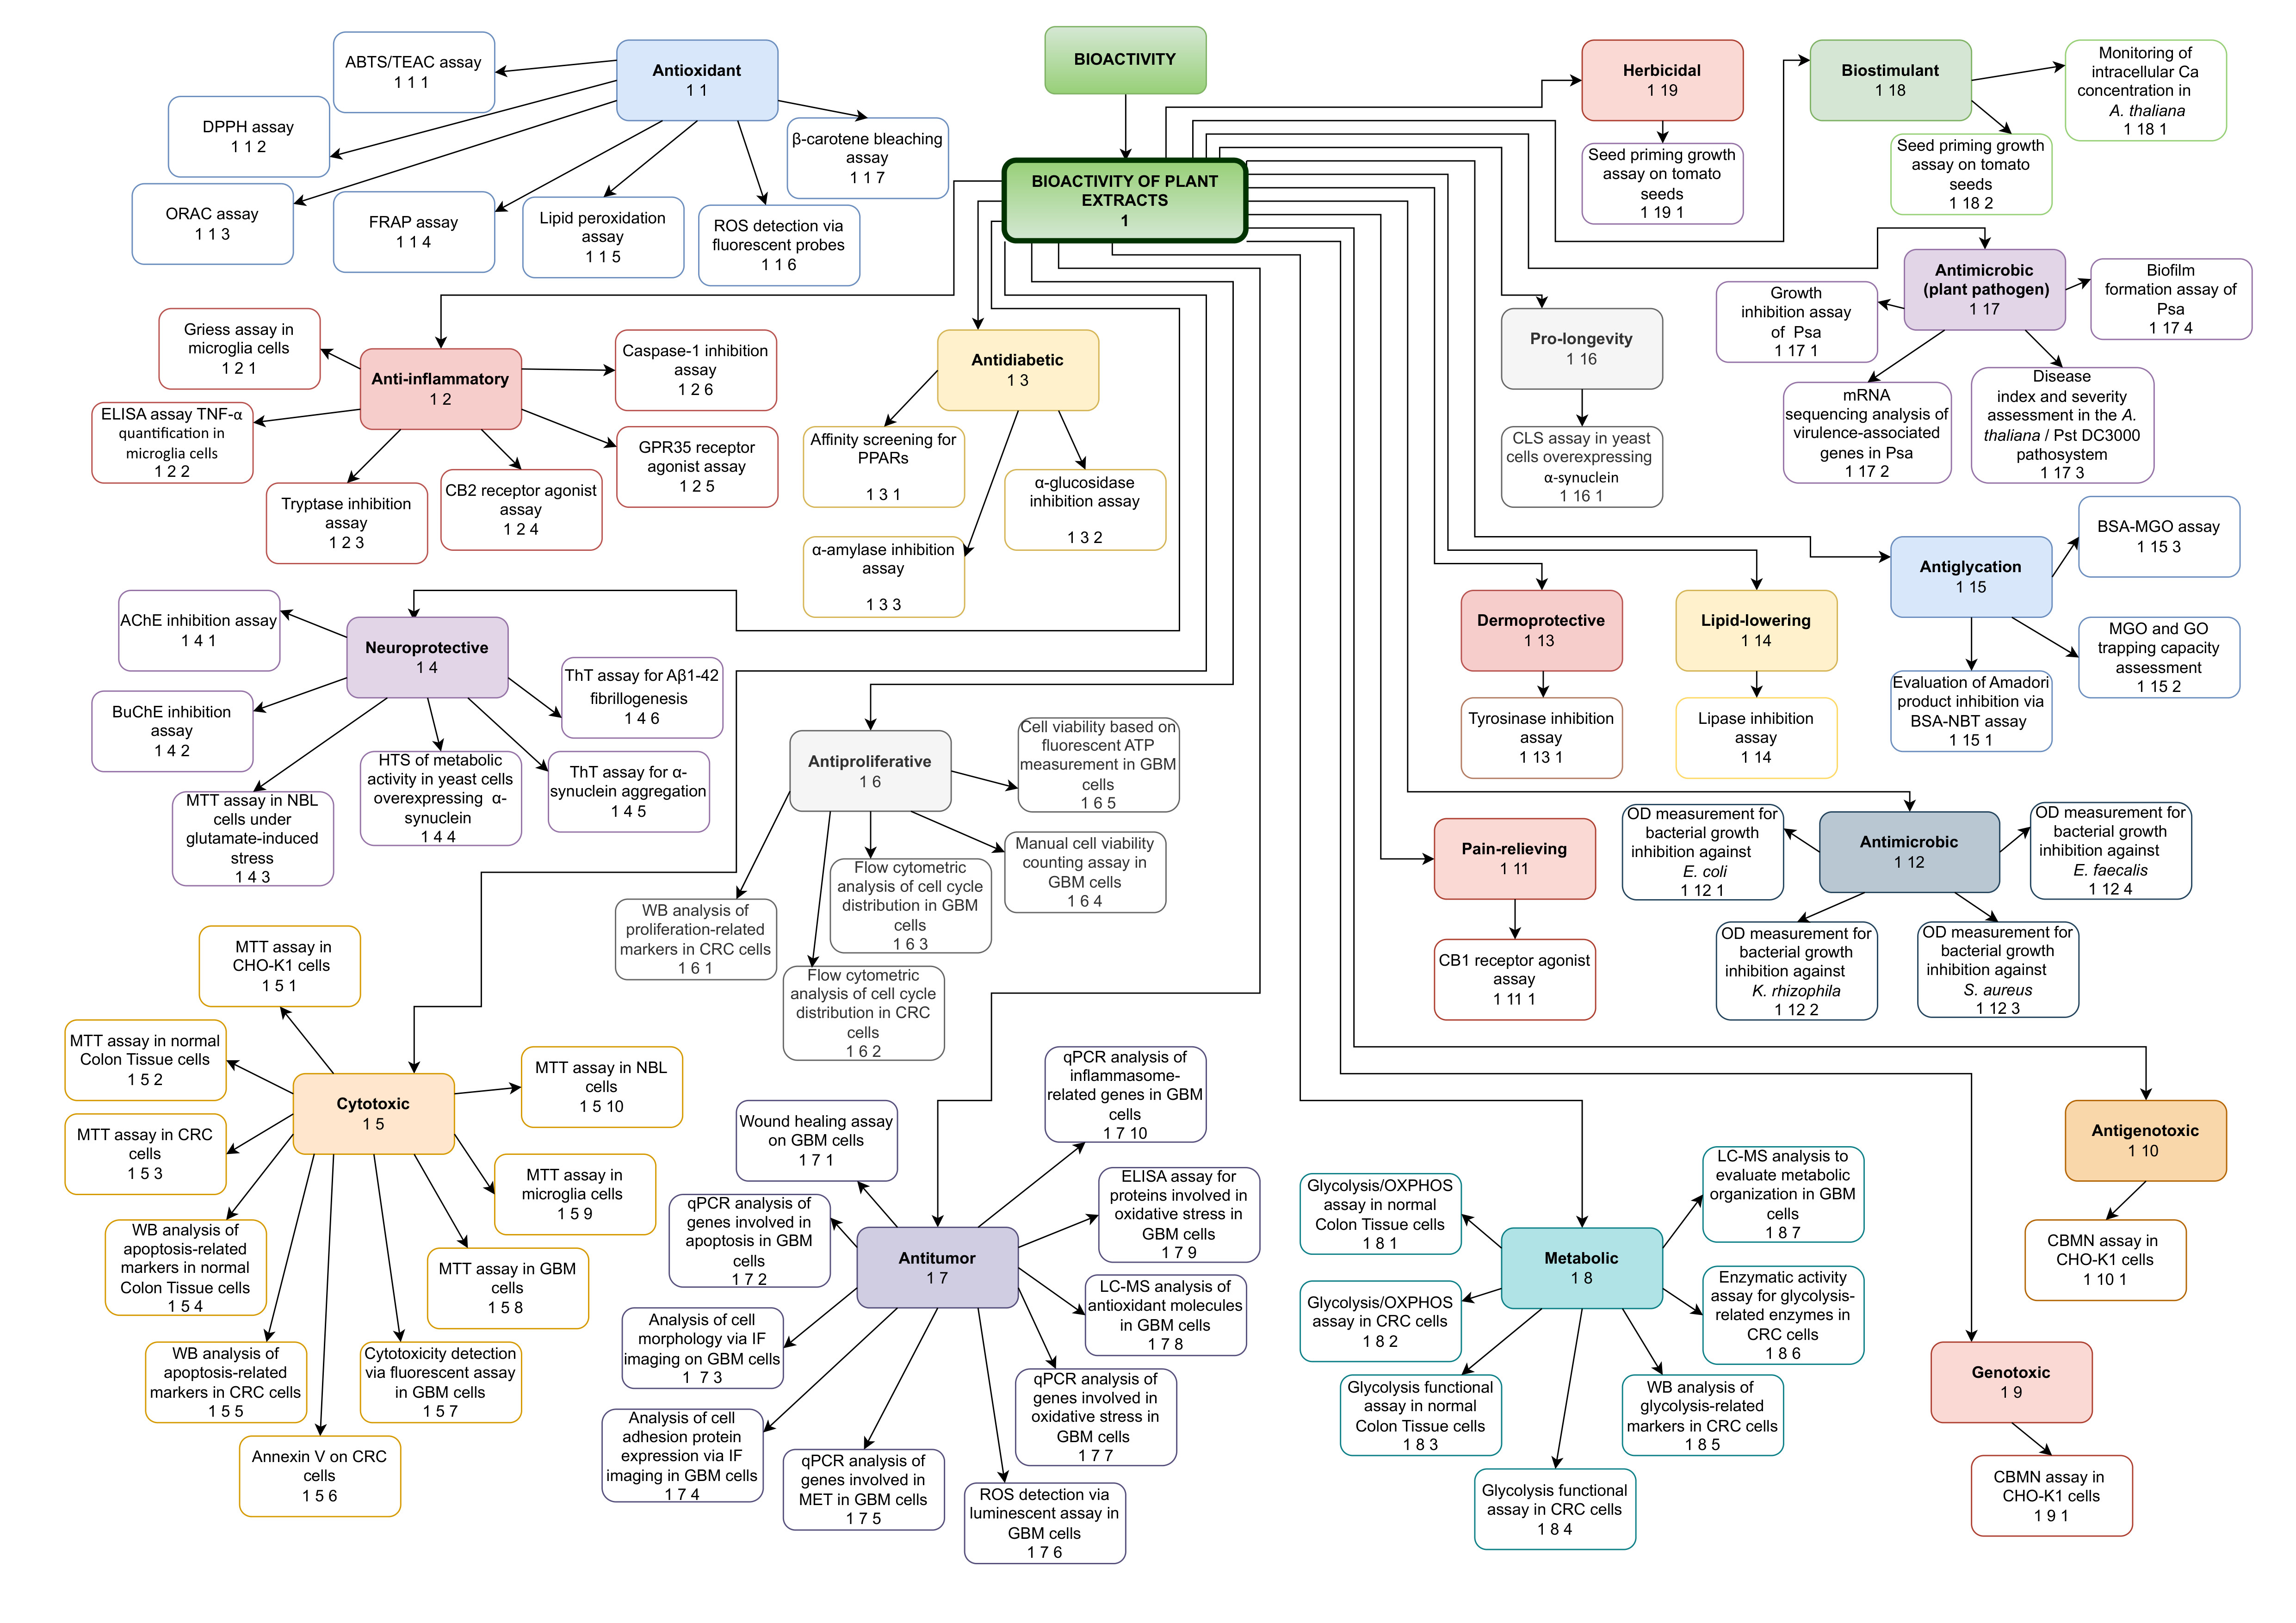 BIOACTIVITY
BIOACTIVITY OF PLANT
EXTRACTS
1
Antioxidant
1 1
ABTS/TEAC assay
1 1 1
DPPH assay
1 1 2
ORAC assay
1 1 3
FRAP assay
1 1 4
Lipid peroxidation
assay
1 1 5
ROS detection via
fluorescent probes
1 1 6
β-carotene bleaching
assay
1 1 7
Anti-inflammatory
1 2
Griess assay in
microglia cells
1 2 1
ELISA assay TNF-α
quantification in
microglia cells
1 2 2
Tryptase inhibition
assay
1 2 3
CB2 receptor agonist
assay
1 2 4
GPR35 receptor
agonist assay
1 2 5
Caspase-1 inhibition
assay
1 2 6
Antidiabetic
1 3
Affinity screening for
PPARs
1 3 1
α-glucosidase
inhibition assay
1 3 2
α-amylase inhibition
assay
1 3 3
Neuroprotective
1 4
AChE inhibition assay
1 4 1
BuChE inhibition
assay
1 4 2
MTT assay in NBL
cells under
glutamate-induced
stress
1 4 3
HTS of metabolic
activity in yeast cells
overexpressing α-
synuclein
1 4 4
ThT assay for α-
synuclein aggregation
1 4 5
ThT assay for Aβ1-42
fibrillogenesis
1 4 6
Cytotoxic
1 5
MTT assay in
CHO-K1 cells
1 5 1
MTT assay in normal
Colon Tissue cells
1 5 2
MTT assay in CRC
cells
1 5 3
WB analysis of
apoptosis-related
markers in normal
Colon Tissue cells
1 5 4
WB analysis of
apoptosis-related
markers in CRC cells
1 5 5
Annexin V on CRC
cells
1 5 6
Cytotoxicity detection
via fluorescent assay
in GBM cells
1 5 7
MTT assay in GBM
cells
1 5 8
MTT assay in
microglia cells
1 5 9
MTT assay in NBL
cells
1 5 10
Antiproliferative
1 6
WB analysis of
proliferation-related
markers in CRC cells
1 6 1
Flow cytometric
analysis of cell cycle
distribution in CRC
cells
1 6 2
Flow cytometric
analysis of cell cycle
distribution in GBM
cells
1 6 3
Manual cell viability
counting assay in
GBM cells
1 6 4
Cell viability based on
fluorescent ATP
measurement in GBM
cells
1 6 5
Antitumor
1 7
Wound healing assay
on GBM cells
1 7 1
qPCR analysis of
genes involved in
apoptosis in GBM
cells
1 7 2
Analysis of cell
morphology via IF
imaging on GBM cells
1 7 3
Analysis of cell
adhesion protein
expression via IF
imaging in GBM cells
1 7 4
qPCR analysis of
genes involved in
MET in GBM cells
1 7 5
ROS detection via
luminescent assay in
GBM cells
1 7 6
qPCR analysis of
genes involved in
oxidative stress in
GBM cells
1 7 7
LC-MS analysis of
antioxidant molecules
in GBM cells
1 7 8
ELISA assay for
proteins involved in
oxidative stress in
GBM cells
1 7 9
qPCR analysis of
inflammasome-
related genes in GBM
cells
1 7 10
Metabolic
1 8
Glycolysis/OXPHOS
assay in normal
Colon Tissue cells
1 8 1
Glycolysis/OXPHOS
assay in CRC cells
1 8 2
Glycolysis functional
assay in normal
Colon Tissue cells
1 8 3
Glycolysis functional
assay in CRC cells
1 8 4
WB analysis of
glycolysis-related
markers in CRC cells
1 8 5
Enzymatic activity
assay for glycolysis-
related enzymes in
CRC cells
1 8 6
LC-MS analysis to
evaluate metabolic
organization in GBM
cells
1 8 7
Genotoxic
1 9
CBMN assay in
CHO-K1 cells
1 9 1
Antigenotoxic
1 10
CBMN assay in
CHO-K1 cells
1 10 1
Pain-relieving
1 11
CB1 receptor agonist
assay
1 11 1
Antimicrobic
1 12
OD measurement for
bacterial growth
inhibition against
E. coli
1 12 1
OD measurement for
bacterial growth
inhibition against
K. rhizophila
1 12 2
OD measurement for
bacterial growth
inhibition against
S. aureus
1 12 3
OD measurement for
bacterial growth
inhibition against
E. faecalis
1 12 4
Dermoprotective
1 13
Tyrosinase inhibition
assay
1 13 1
Lipid-lowering
1 14
Lipase inhibition
assay
1 14
Antiglycation
1 15
Evaluation of Amadori
product inhibition via
BSA-NBT assay
1 15 1
MGO and GO
trapping capacity
assessment
1 15 2
BSA-MGO assay
1 15 3
Pro-longevity
1 16
CLS assay in yeast
cells overexpressing
α-synuclein
1 16 1
Antimicrobic
(plant pathogen)
1 17
Growth
inhibition assay
of Psa
1 17 1
mRNA
sequencing analysis of
virulence-associated
genes in Psa
1 17 2
Disease
index and severity
assessment in the A.
thaliana / Pst DC3000
pathosystem
1 17 3
Biofilm
formation assay of
Psa
1 17 4
Biostimulant
1 18
Monitoring of
intracellular Ca
concentration in
A. thaliana
1 18 1
Seed priming growth
assay on tomato
seeds
1 18 2
Herbicidal
1 19
Seed priming growth
assay on tomato
seeds
1 19 1